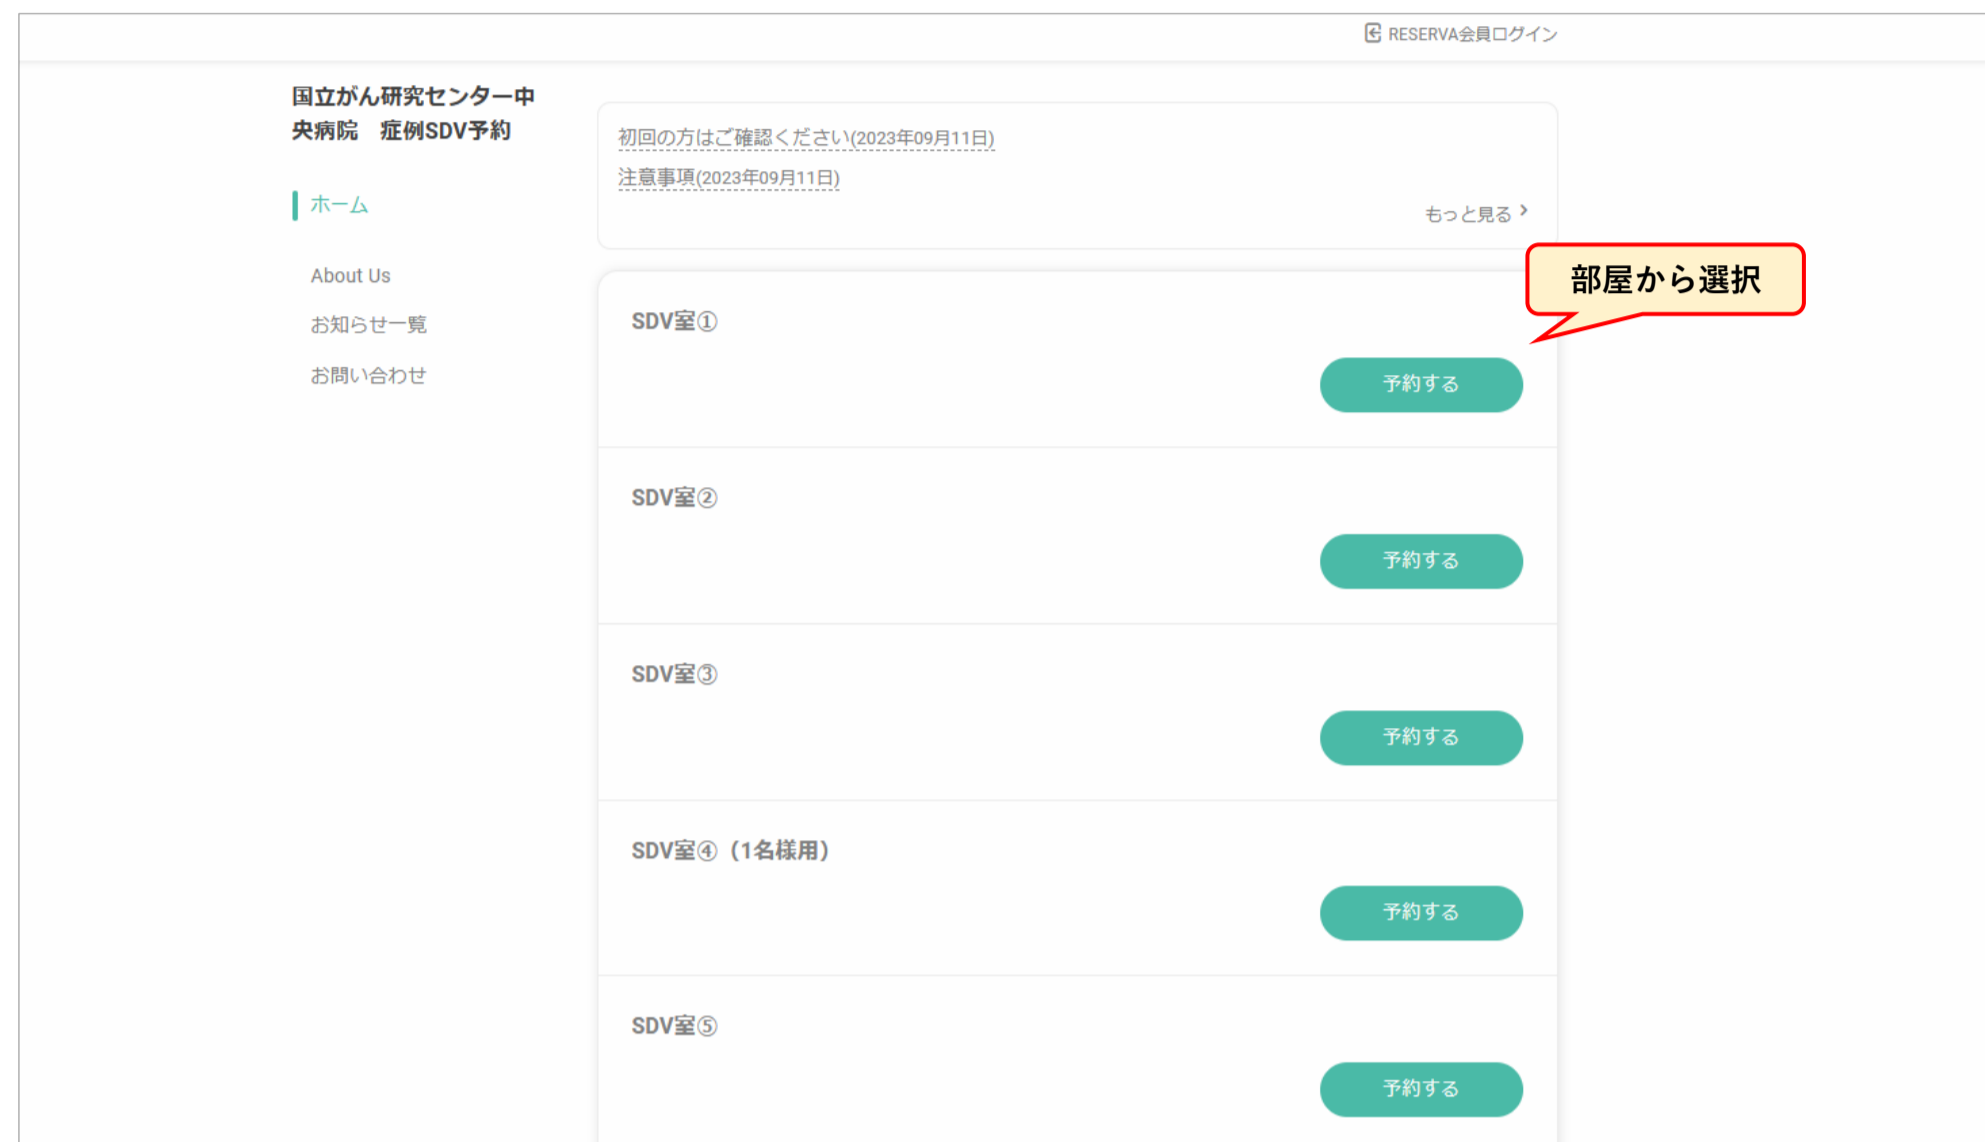 RESERVA会員ログイン
国立がん研究センター中
央病院　症例SDV予約
ホーム
About Us
お知らせ一覧
お問い合わせ
初回の方はご確認ください(2023年09月11日)
注意事項(2023年09月11日)
もっと見る
部屋から選択
SDV室①
予約する
SDV室②
予約する
SDV室③
予約する
SDV室④（1名様用）
予約する
SDV室⑤
予約する